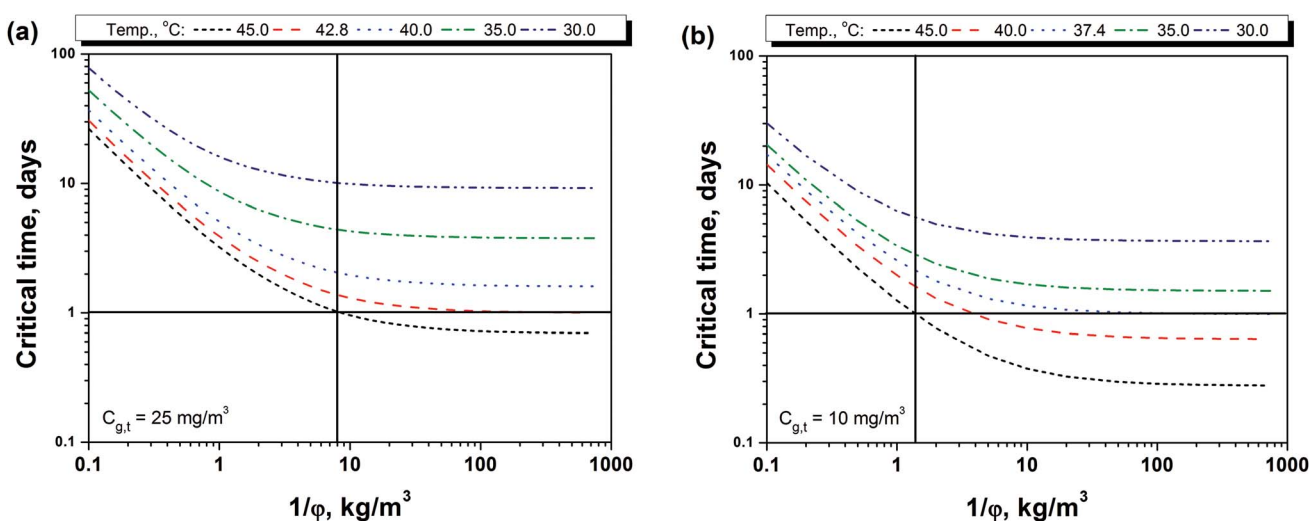 (a)
Temp., °C: 45.0 42.8 40.0 35.0 30.0
100
10
1
0.1
Critical time, days
C_g,t = 25 mg/m³
0.1 1 10 100 1000
1/φ, kg/m³
(b)
Temp., °C: 45.0 40.0 37.4 35.0 30.0
100
10
1
0.1
Critical time, days
C_g,t = 10 mg/m³
0.1 1 10 100 1000
1/φ, kg/m³